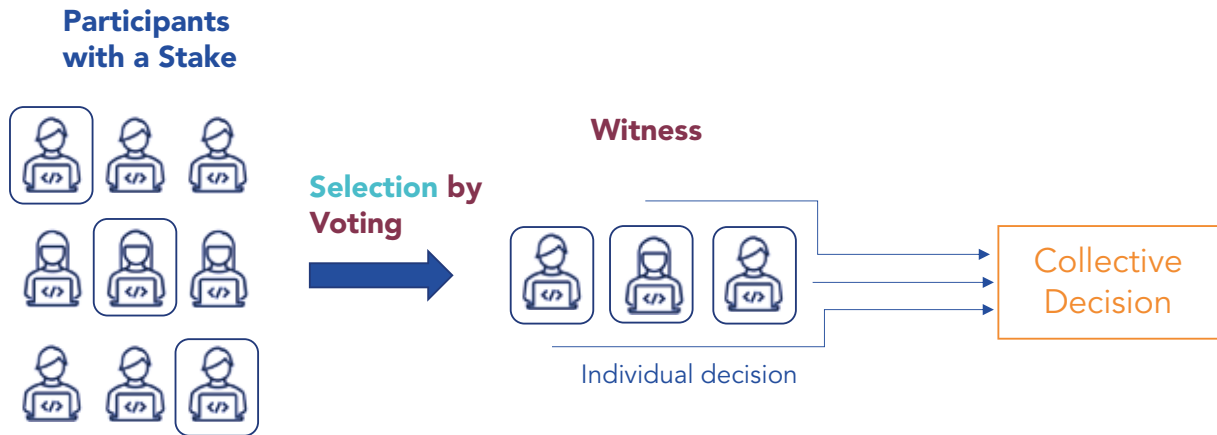 Participants
with a Stake
Witness
Selection by
Voting
</>
</>
</>
</>
</>
</>
</>
</>
</>
</>
</>
</>
Collective
Decision
Individual decision